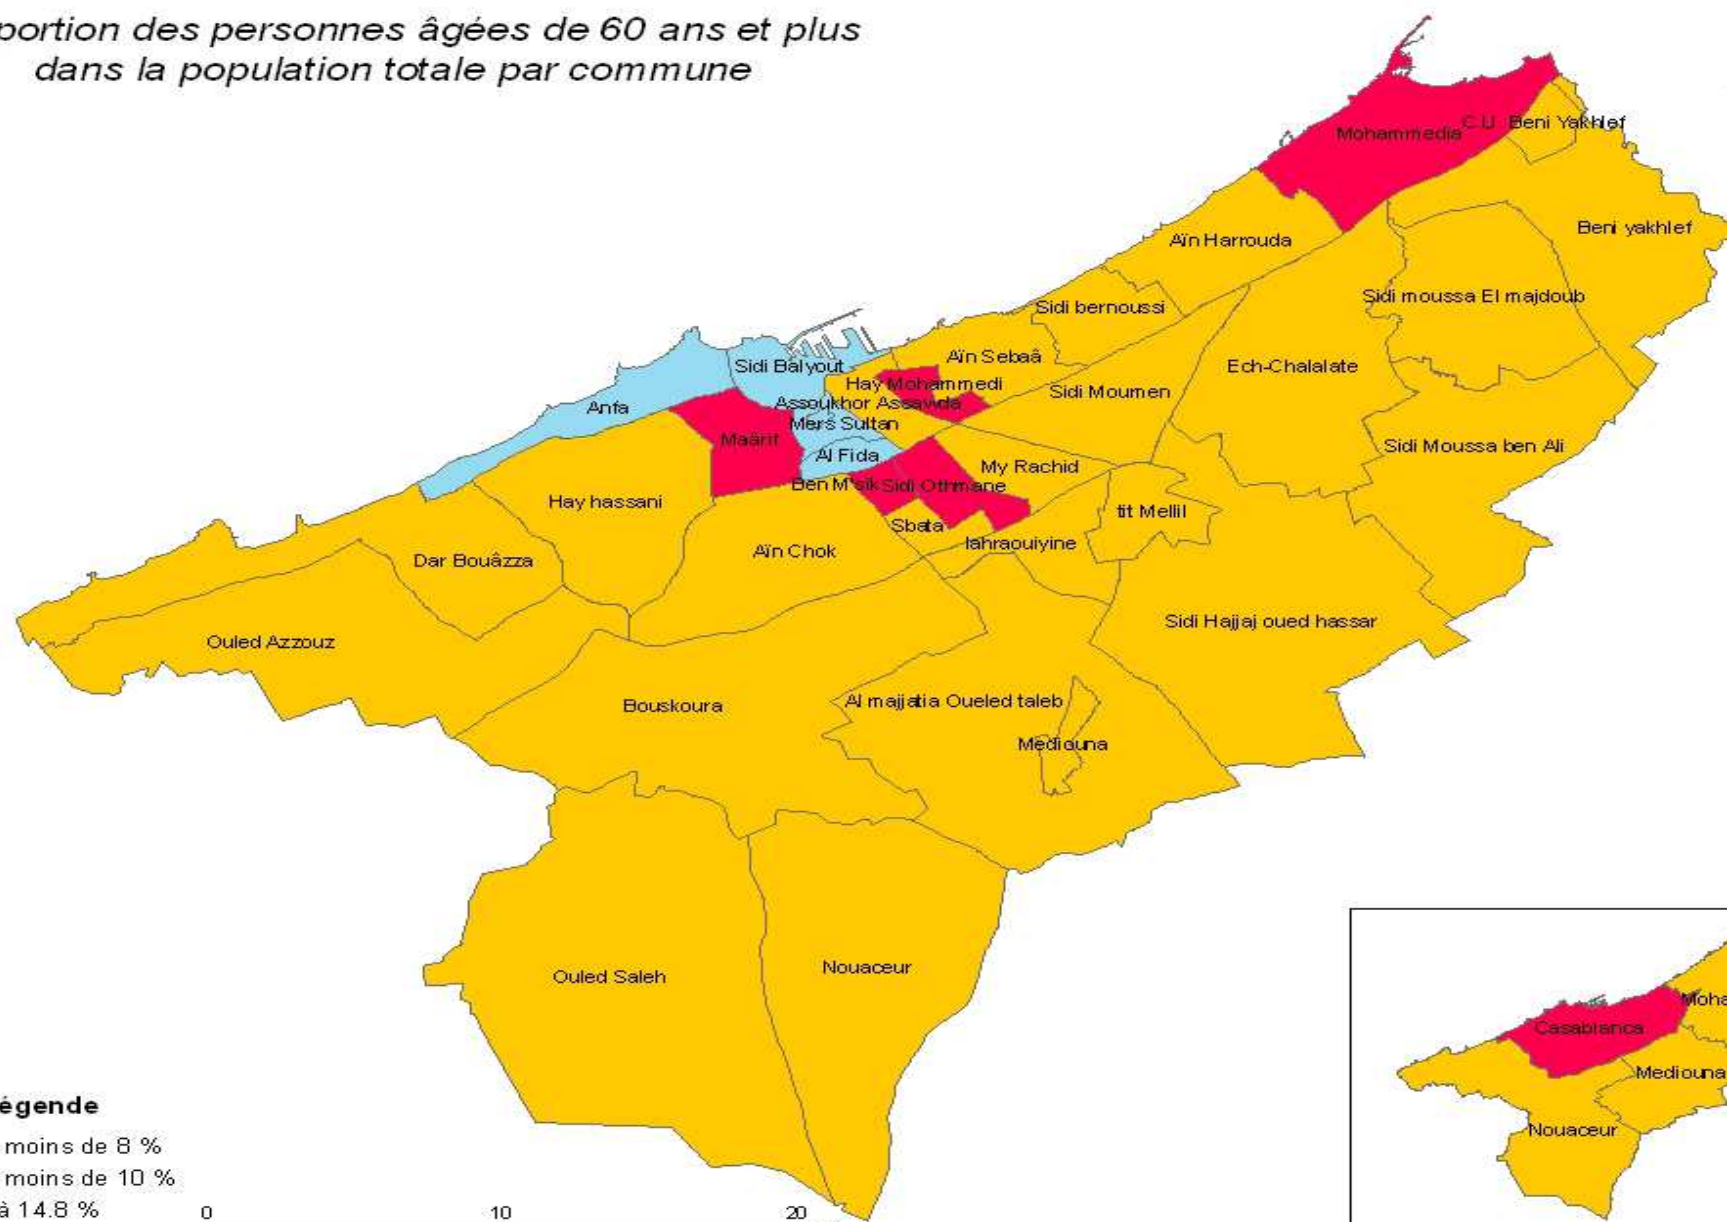 portion des personnes âgées de 60 ans et plus
dans la population totale par commune
Mohammedia
C.U Beni Yakhlef
Beni yakhlef
Aïn Harrouda
Sidi moussa El majdoub
Sidi bernoussi
Aïn Sebaâ
Sidi Bâlyout
Ech-Chalalate
Hay Mohammedi
Sidi Moumen
Anfa
Assoukhor Assawda
Mers Sultan
Maârif
Sidi Moussa ben Ali
Al Fida
My Rachid
Ben M'sik
Sidi Othmane
Hay hassani
tit Mellil
Sbata
lahraouiyine
Aïn Chok
Dar Bouâzza
Sidi Hajjaj oued hassar
Ouled Azzouz
Al majjatia Oueled taleb
Bouskoura
Mediouna
Nouaceur
Ouled Saleh
Moha
Casablanca
Mediouna
Nouaceur
égende
moins de 8 %
moins de 10 %
à 14.8 %
0 10 20